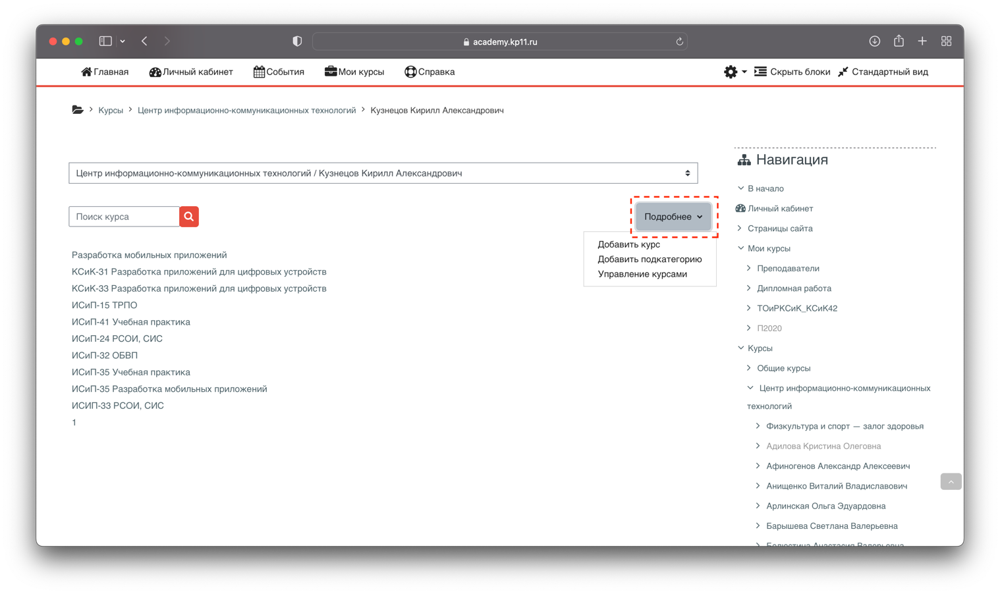 academy.kp11.ru
Главная Личный кабинет События Мои курсы Справка Скрыть блоки Стандартный вид
Курсы Центр информационно-коммуникационных технологий Кузнецов Кирилл Александрович
Центр информационно-коммуникационных технологий / Кузнецов Кирилл Александрович
Поиск курса
Подробнее
Добавить курс
Добавить подкатегорию
Управление курсами
Разработка мобильных приложений
КСиК-31 Разработка приложений для цифровых устройств
КСиК-33 Разработка приложений для цифровых устройств
ИСиП-15 ТРПО
ИСиП-41 Учебная практика
ИСиП-24 РСОИ, СИС
ИСиП-32 ОБВП
ИСиП-35 Учебная практика
ИСиП-35 Разработка мобильных приложений
ИСИП-33 РСОИ, СИС
1
Навигация
В начало
Личный кабинет
Страницы сайта
Мои курсы
Преподаватели
Дипломная работа
ТОиРКСиК_КСиК42
П2020
Курсы
Общие курсы
Центр информационно-коммуникационных
технологий
Физкультура и спорт — залог здоровья
Адилова Кристина Олеговна
Афиногенов Александр Алексеевич
Анищенко Виталий Владиславович
Арлинская Ольга Эдуардовна
Барышева Светлана Валерьевна
Анастасия Валерьевна